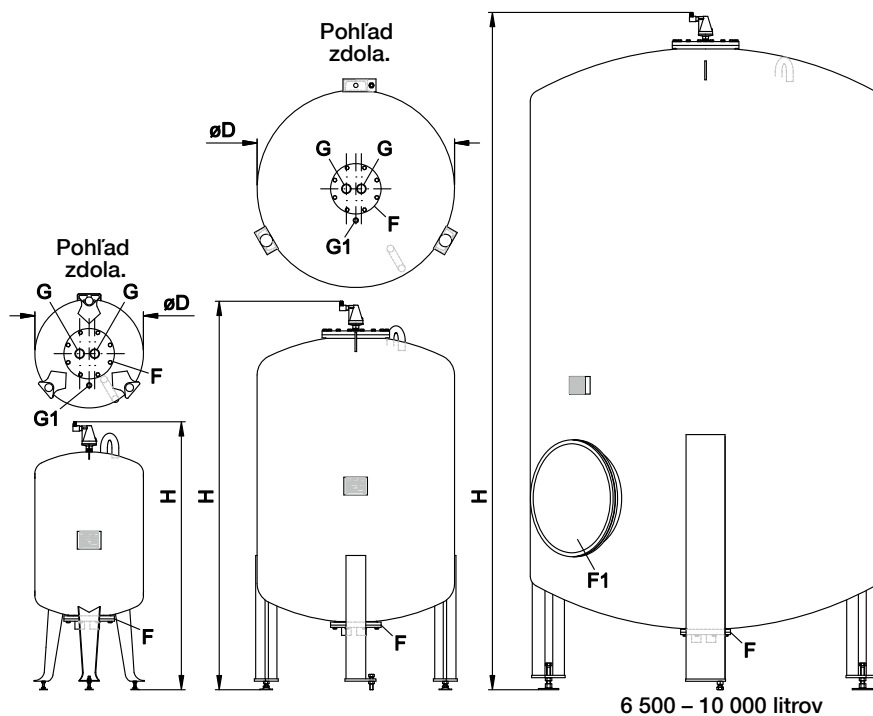 Pohľad
zdola.
øD
G G
F
G1
Pohľad
zdola.
G G
øD
F
G1
H
H
H
F1
F
F
F
6 500 – 10 000 litrov